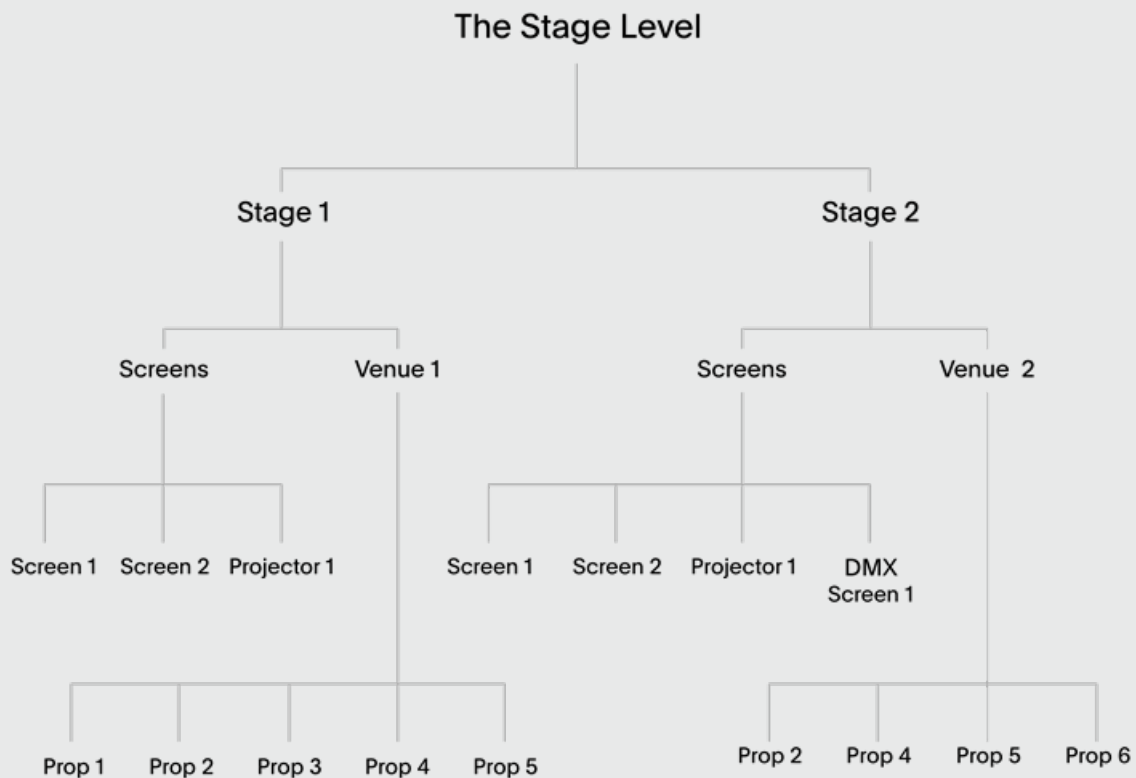 The Stage Level
Stage 1
Stage 2
Screens
Venue 1
Screens
Venue 2
Screen 1
Screen 2
Projector 1
Screen 1
Screen 2
Projector 1
DMX
Screen 1
Prop 1
Prop 2
Prop 3
Prop 4
Prop 5
Prop 2
Prop 4
Prop 5
Prop 6